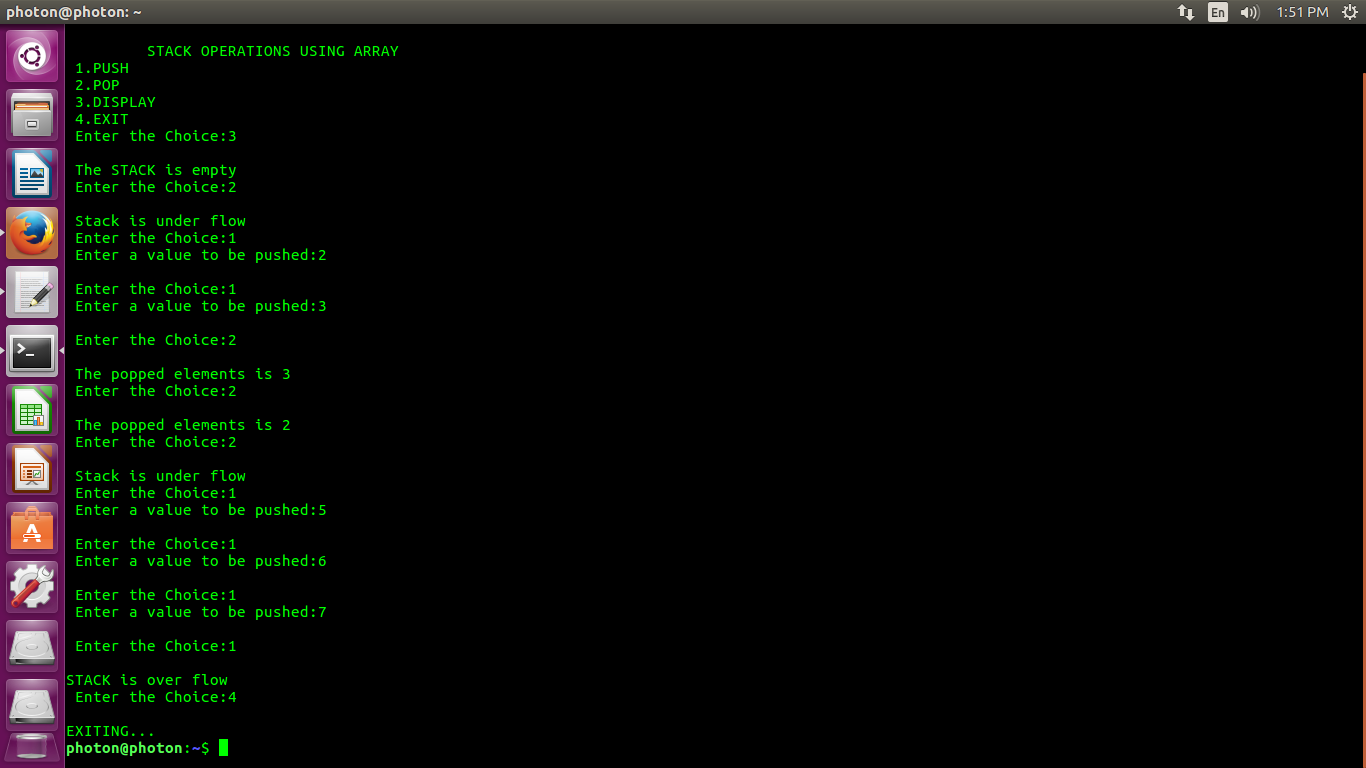 photon@photon: ~
En
1:51 PM
STACK OPERATIONS USING ARRAY
1.PUSH
2.POP
3.DISPLAY
4.EXIT
Enter the Choice:3
The STACK is empty
Enter the Choice:2
Stack is under flow
Enter the Choice:1
Enter a value to be pushed:2
Enter the Choice:1
Enter a value to be pushed:3
Enter the Choice:2
The popped elements is 3
Enter the Choice:2
The popped elements is 2
Enter the Choice:2
Stack is under flow
Enter the Choice:1
Enter a value to be pushed:5
Enter the Choice:1
Enter a value to be pushed:6
Enter the Choice:1
Enter a value to be pushed:7
Enter the Choice:1
STACK is over flow
Enter the Choice:4
EXITING...
photon@photon:~$